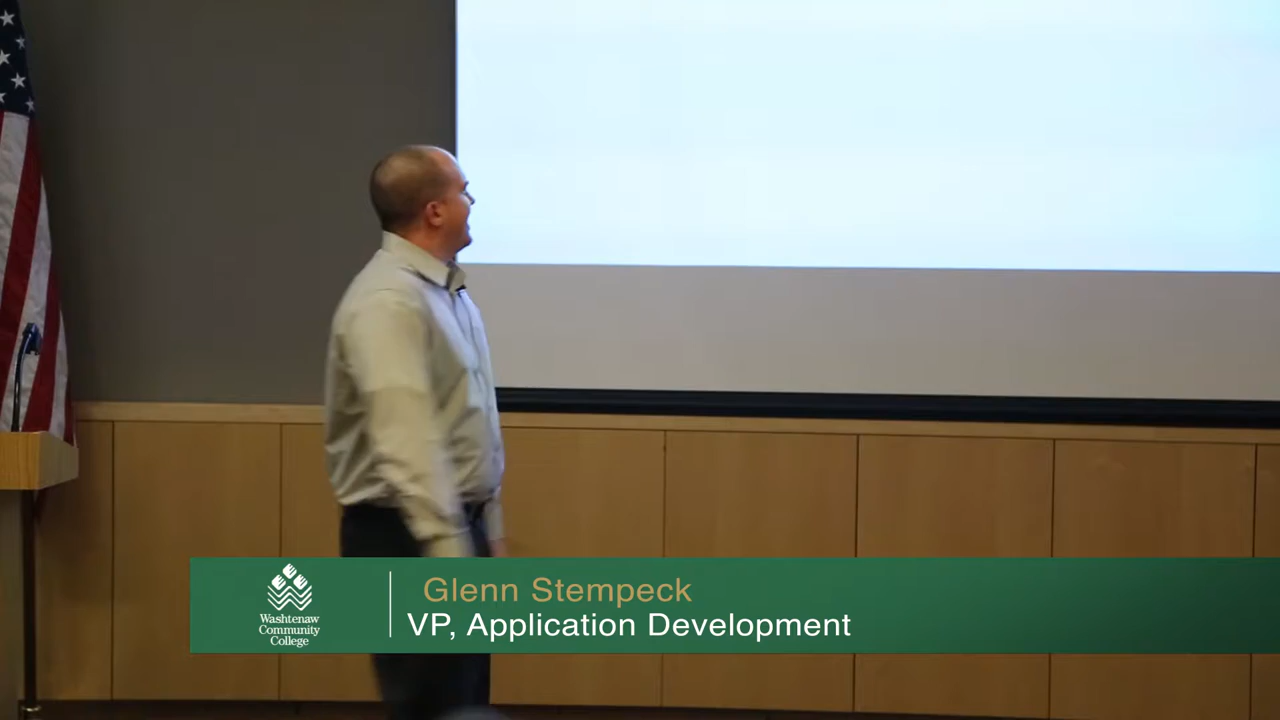 Glenn Stempeck
VP, Application Development
Washtenaw
Community
College